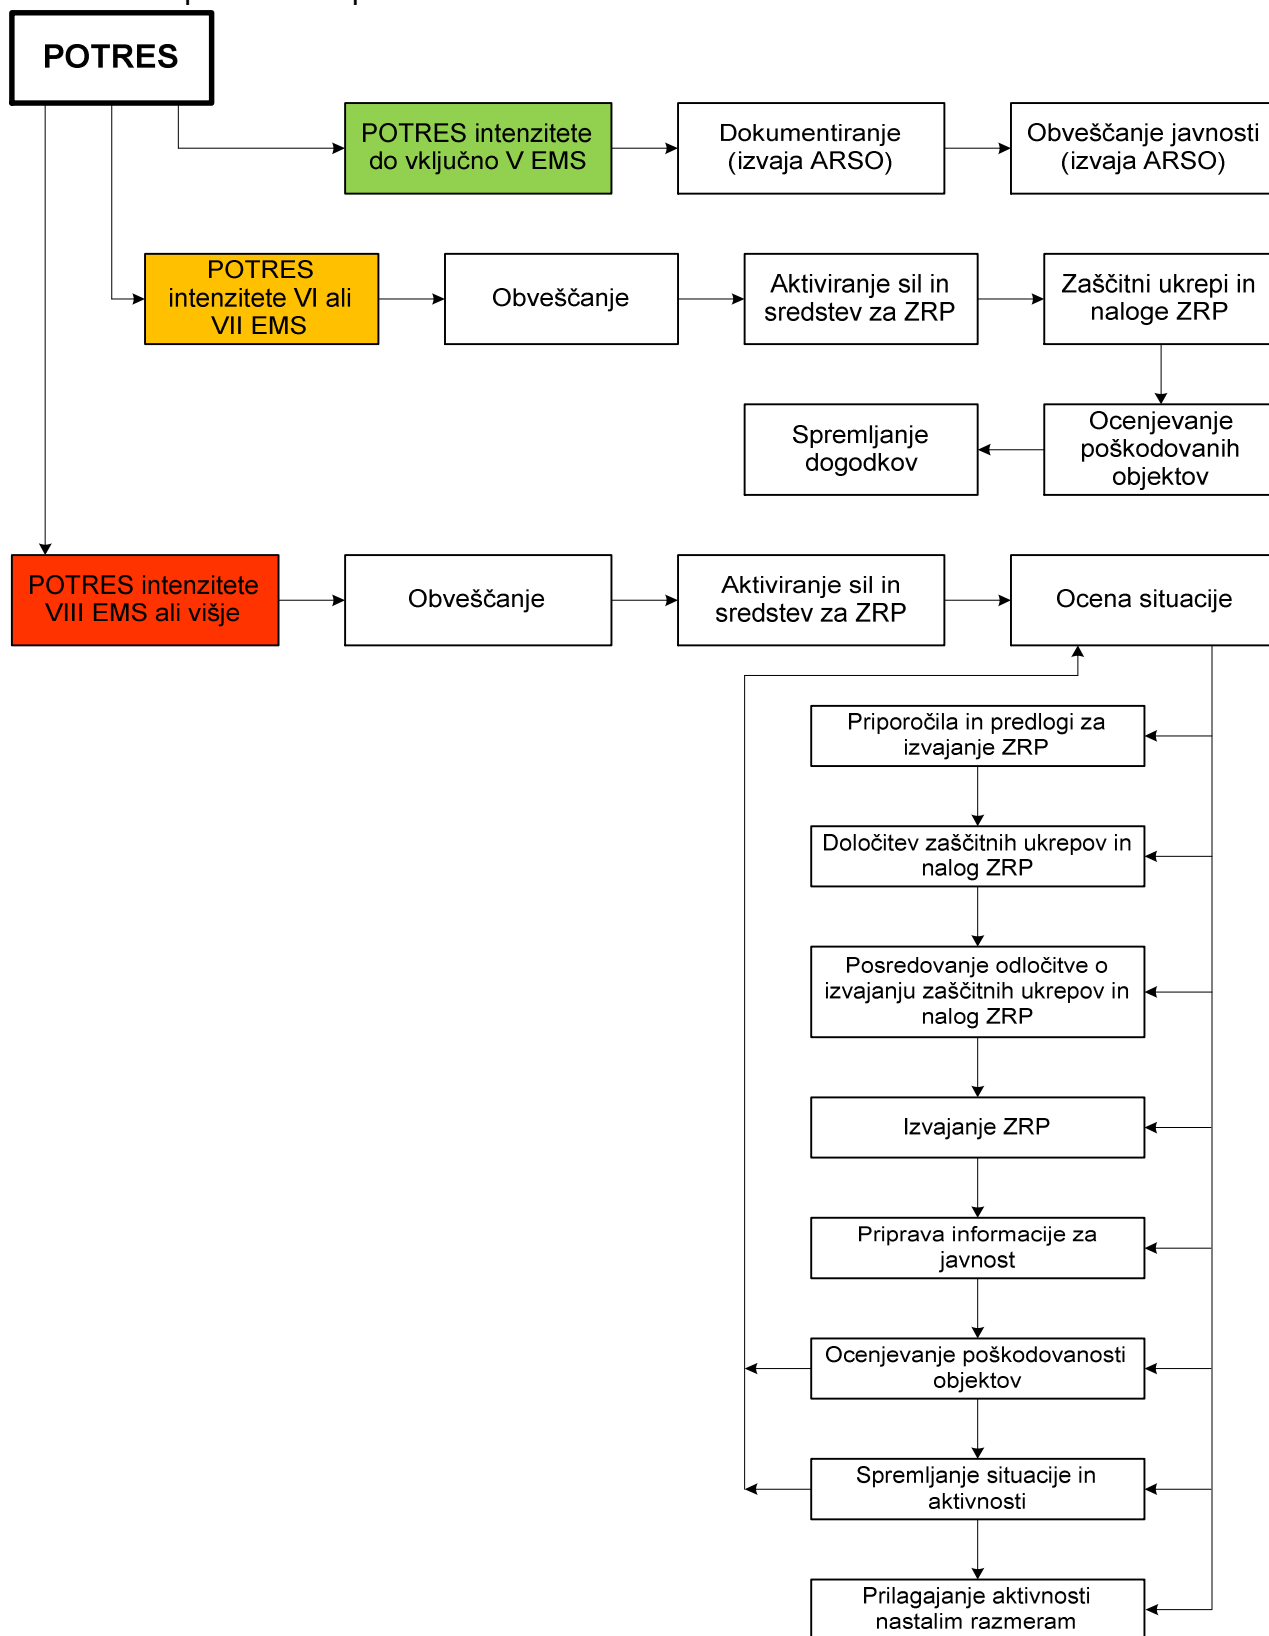 POTRES
POTRES intenzitete
do vključno V EMS
Dokumentiranje
(izvaja ARSO)
Obveščanje javnosti
(izvaja ARSO)
POTRES
intenzitete VI ali
VII EMS
Obveščanje
Aktiviranje sil in
sredstev za ZRP
Zaščitni ukrepi in
naloge ZRP
Ocenjevanje
poškodovanih
objektov
Spremljanje
dogodkov
POTRES intenzitete
VIII EMS ali višje
Obveščanje
Aktiviranje sil in
sredstev za ZRP
Ocena situacije
Priporočila in predlogi za
izvajanje ZRP
Določitev zaščitnih ukrepov in
nalog ZRP
Posredovanje odločitve o
izvajanju zaščitnih ukrepov in
nalog ZRP
Izvajanje ZRP
Priprava informacije za
javnost
Ocenjevanje poškodovanosti
objektov
Spremljanje situacije in
aktivnosti
Prilagajanje aktivnosti
nastalim razmeram